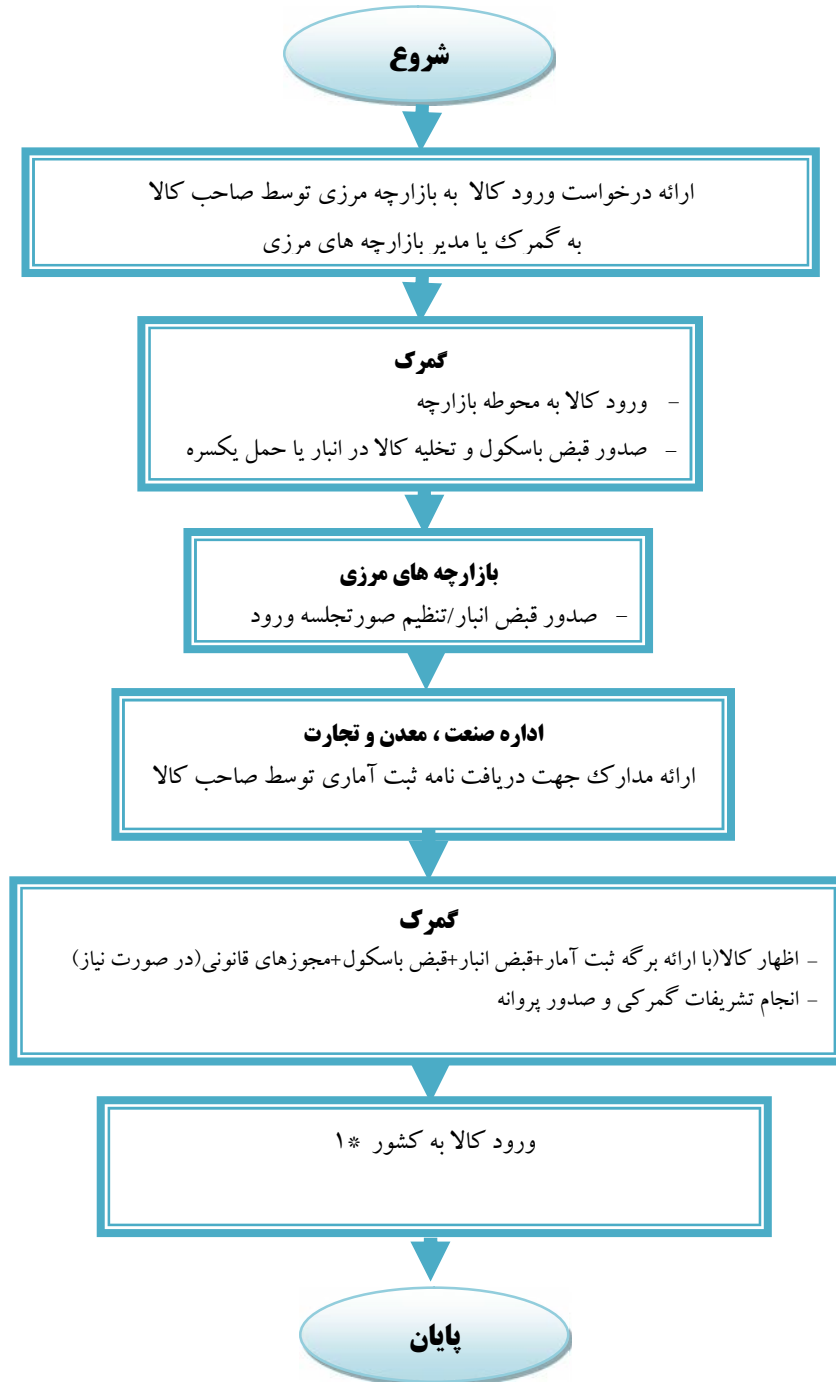 شروع
ارائه درخواست ورود کالا به بازارچه مرزی توسط صاحب کالا
به گمرک یا مدیر بازارچه های مرزی
گمرک
- ورود کالا به محوطه بازارچه
- صدور قبض باسکول و تخلیه کالا در انبار یا حمل یکسره
بازارچه های مرزی
- صدور قبض انبار/تنظیم صورتجلسه ورود
اداره صنعت ، معدن و تجارت
ارائه مدارک جهت دریافت نامه ثبت آماری توسط صاحب کالا
گمرک
- اظهار کالا(با ارائه برگه ثبت آمار+قبض انبار+قبض باسکول+مجوزهای قانونی(در صورت نیاز)
- انجام تشریفات گمرکی و صدور پروانه
ورود کالا به کشور *۱
پایان